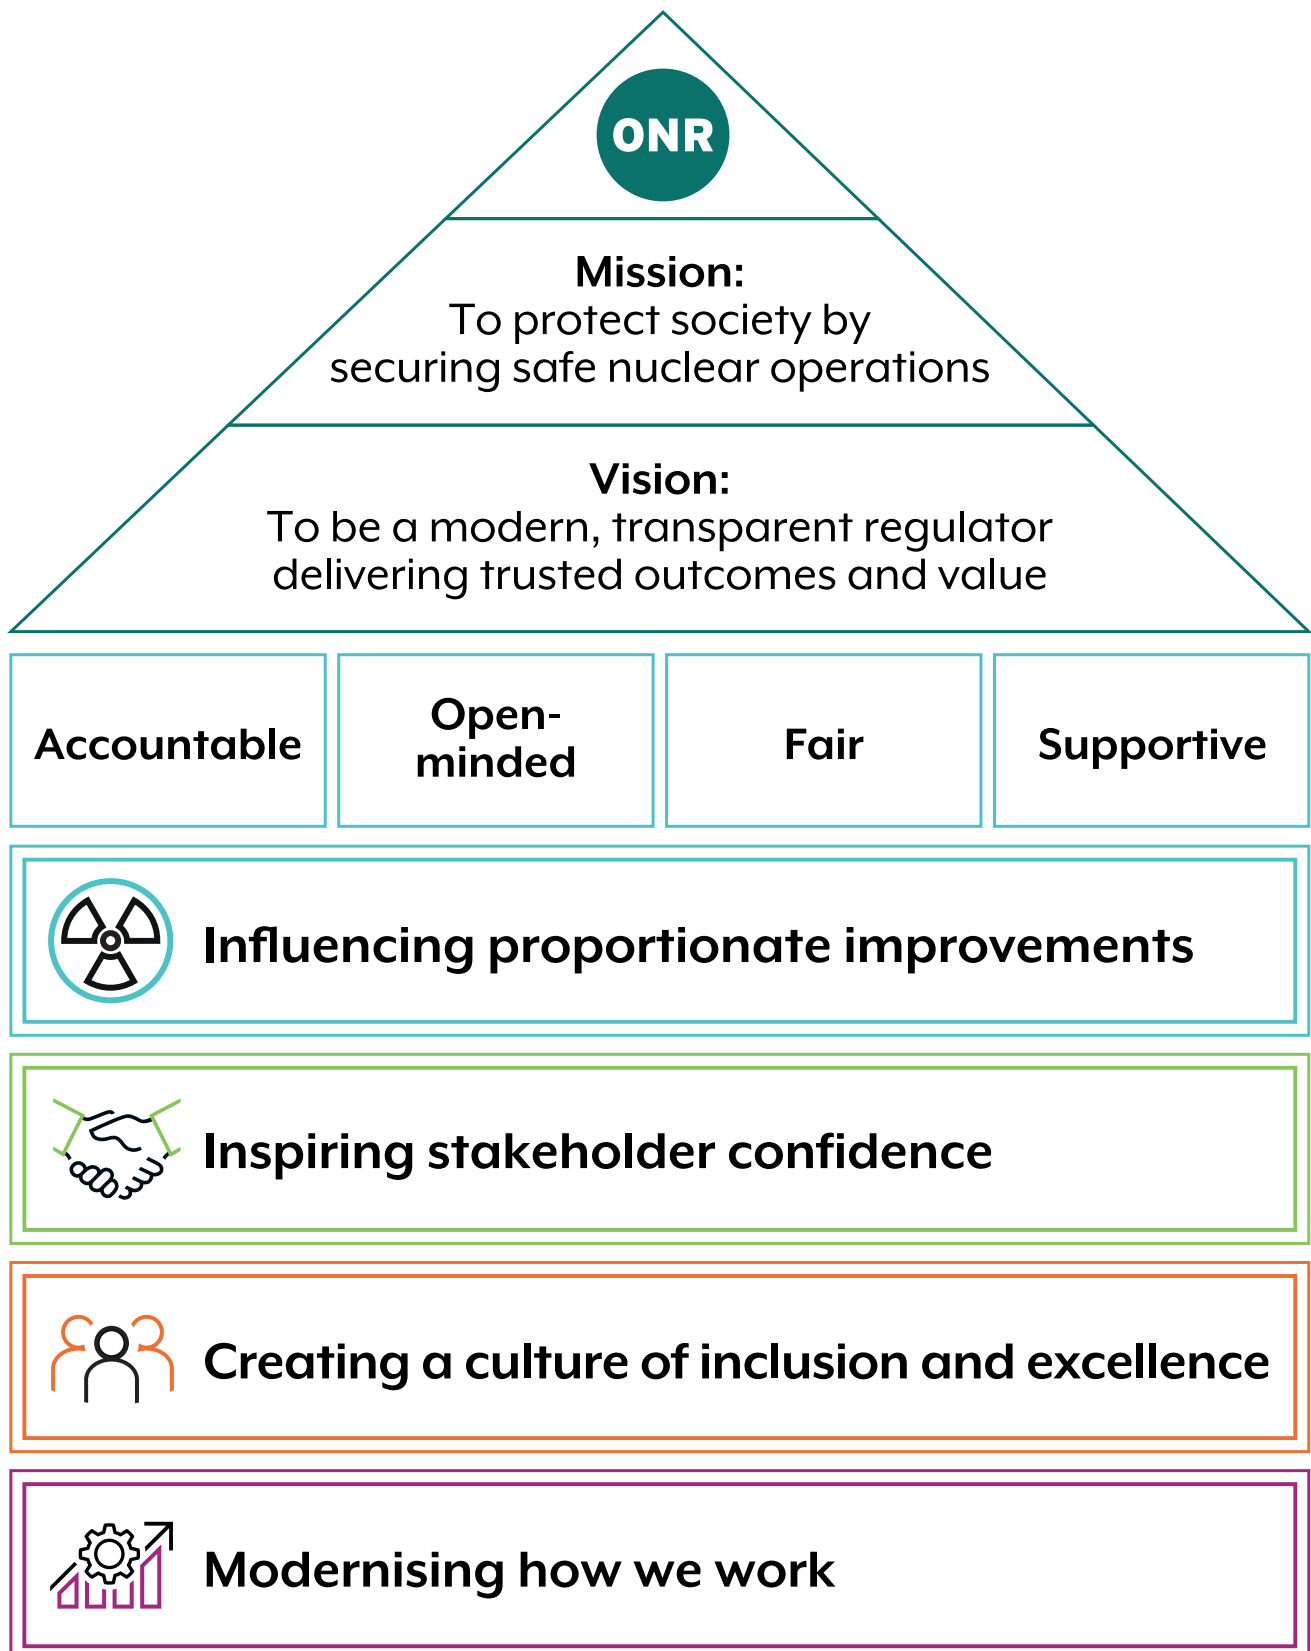 ONR
Mission:
To protect society by
securing safe nuclear operations
Vision:
To be a modern, transparent regulator
delivering trusted outcomes and value
Accountable
Open-
minded
Fair
Supportive
Influencing proportionate improvements
Inspiring stakeholder confidence
Creating a culture of inclusion and excellence
Modernising how we work